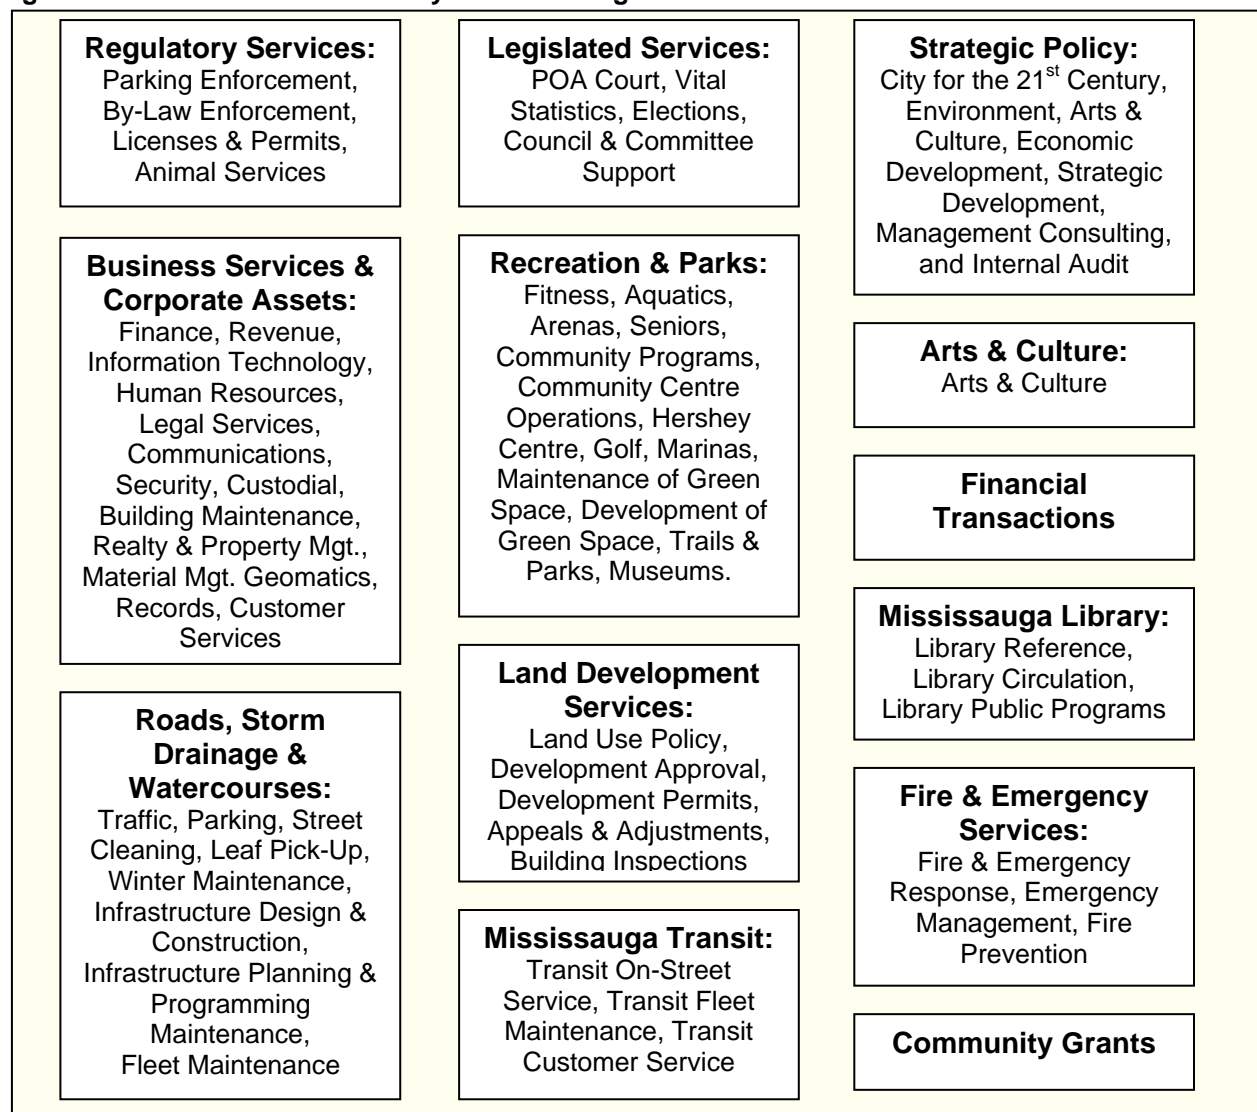 Regulatory Services:
Parking Enforcement,
By-Law Enforcement,
Licenses & Permits,
Animal Services
Business Services &
Corporate Assets:
Finance, Revenue,
Information Technology,
Human Resources,
Legal Services,
Communications,
Security, Custodial,
Building Maintenance,
Realty & Property Mgt.,
Material Mgt. Geomatics,
Records, Customer
Services
Roads, Storm
Drainage &
Watercourses:
Traffic, Parking, Street
Cleaning, Leaf Pick-Up,
Winter Maintenance,
Infrastructure Design &
Construction,
Infrastructure Planning &
Programming
Maintenance,
Fleet Maintenance
Legislated Services:
POA Court, Vital
Statistics, Elections,
Council & Committee
Support
Recreation & Parks:
Fitness, Aquatics,
Arenas, Seniors,
Community Programs,
Community Centre
Operations, Hershey
Centre, Golf, Marinas,
Maintenance of Green
Space, Development of
Green Space, Trails &
Parks, Museums.
Land Development
Services:
Land Use Policy,
Development Approval,
Development Permits,
Appeals & Adjustments,
Building Inspections
Mississauga Transit:
Transit On-Street
Service, Transit Fleet
Maintenance, Transit
Customer Service
Strategic Policy:
City for the 21st Century,
Environment, Arts &
Culture, Economic
Development, Strategic
Development,
Management Consulting,
and Internal Audit
Arts & Culture:
Arts & Culture
Financial
Transactions
Mississauga Library:
Library Reference,
Library Circulation,
Library Public Programs
Fire & Emergency
Services:
Fire & Emergency
Response, Emergency
Management, Fire
Prevention
Community Grants